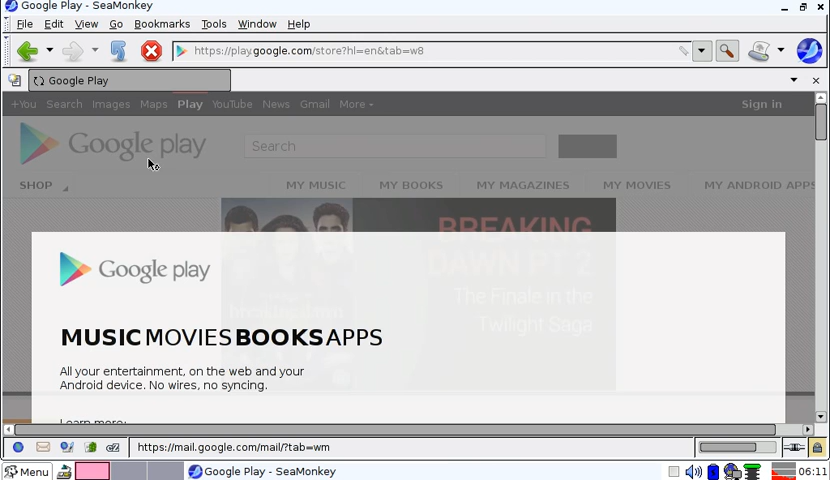 Google Play - SeaMonkey
File Edit View Go Bookmarks Tools Window Help
https://play.google.com/store?hl=en&tab=w8
Google Play
+You Search Images Maps Play YouTube News Gmail More Sign in
Google play
Search
SHOP MY MUSIC MY BOOKS MY MAGAZINES MY MOVIES MY ANDROID APPS
BREAKING
DAWN PT 2
The Finale in the
Twilight Saga
Google play
MUSIC MOVIES BOOKS APPS
All your entertainment, on the web and your
Android device. No wires, no syncing.
Learn more:
https://mail.google.com/mail/?tab=wm
Menu Google Play - SeaMonkey 06:11